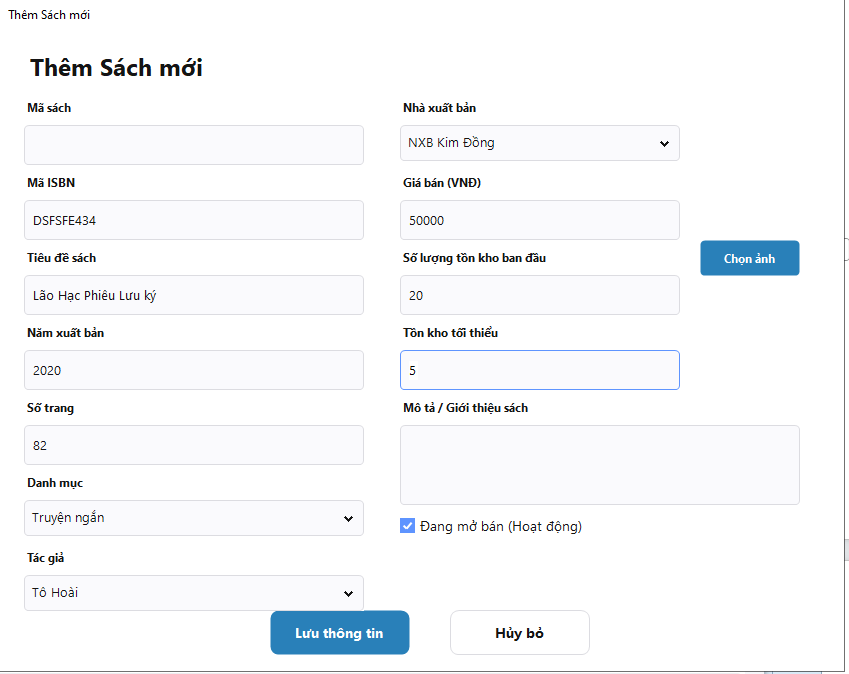 Thêm Sách mới
Thêm Sách mới
Mã sách
Mã ISBN
DSFSFE434
Tiêu đề sách
Lão Hạc Phiêu Lưu ký
Năm xuất bản
2020
Số trang
82
Danh mục
Truyện ngắn
Tác giả
Tô Hoài
Nhà xuất bản
NXB Kim Đồng
Giá bán (VNĐ)
50000
Số lượng tồn kho ban đầu
20
Tồn kho tối thiểu
5
Mô tả / Giới thiệu sách
Đang mở bán (Hoạt động)
Chọn ảnh
Lưu thông tin
Hủy bỏ